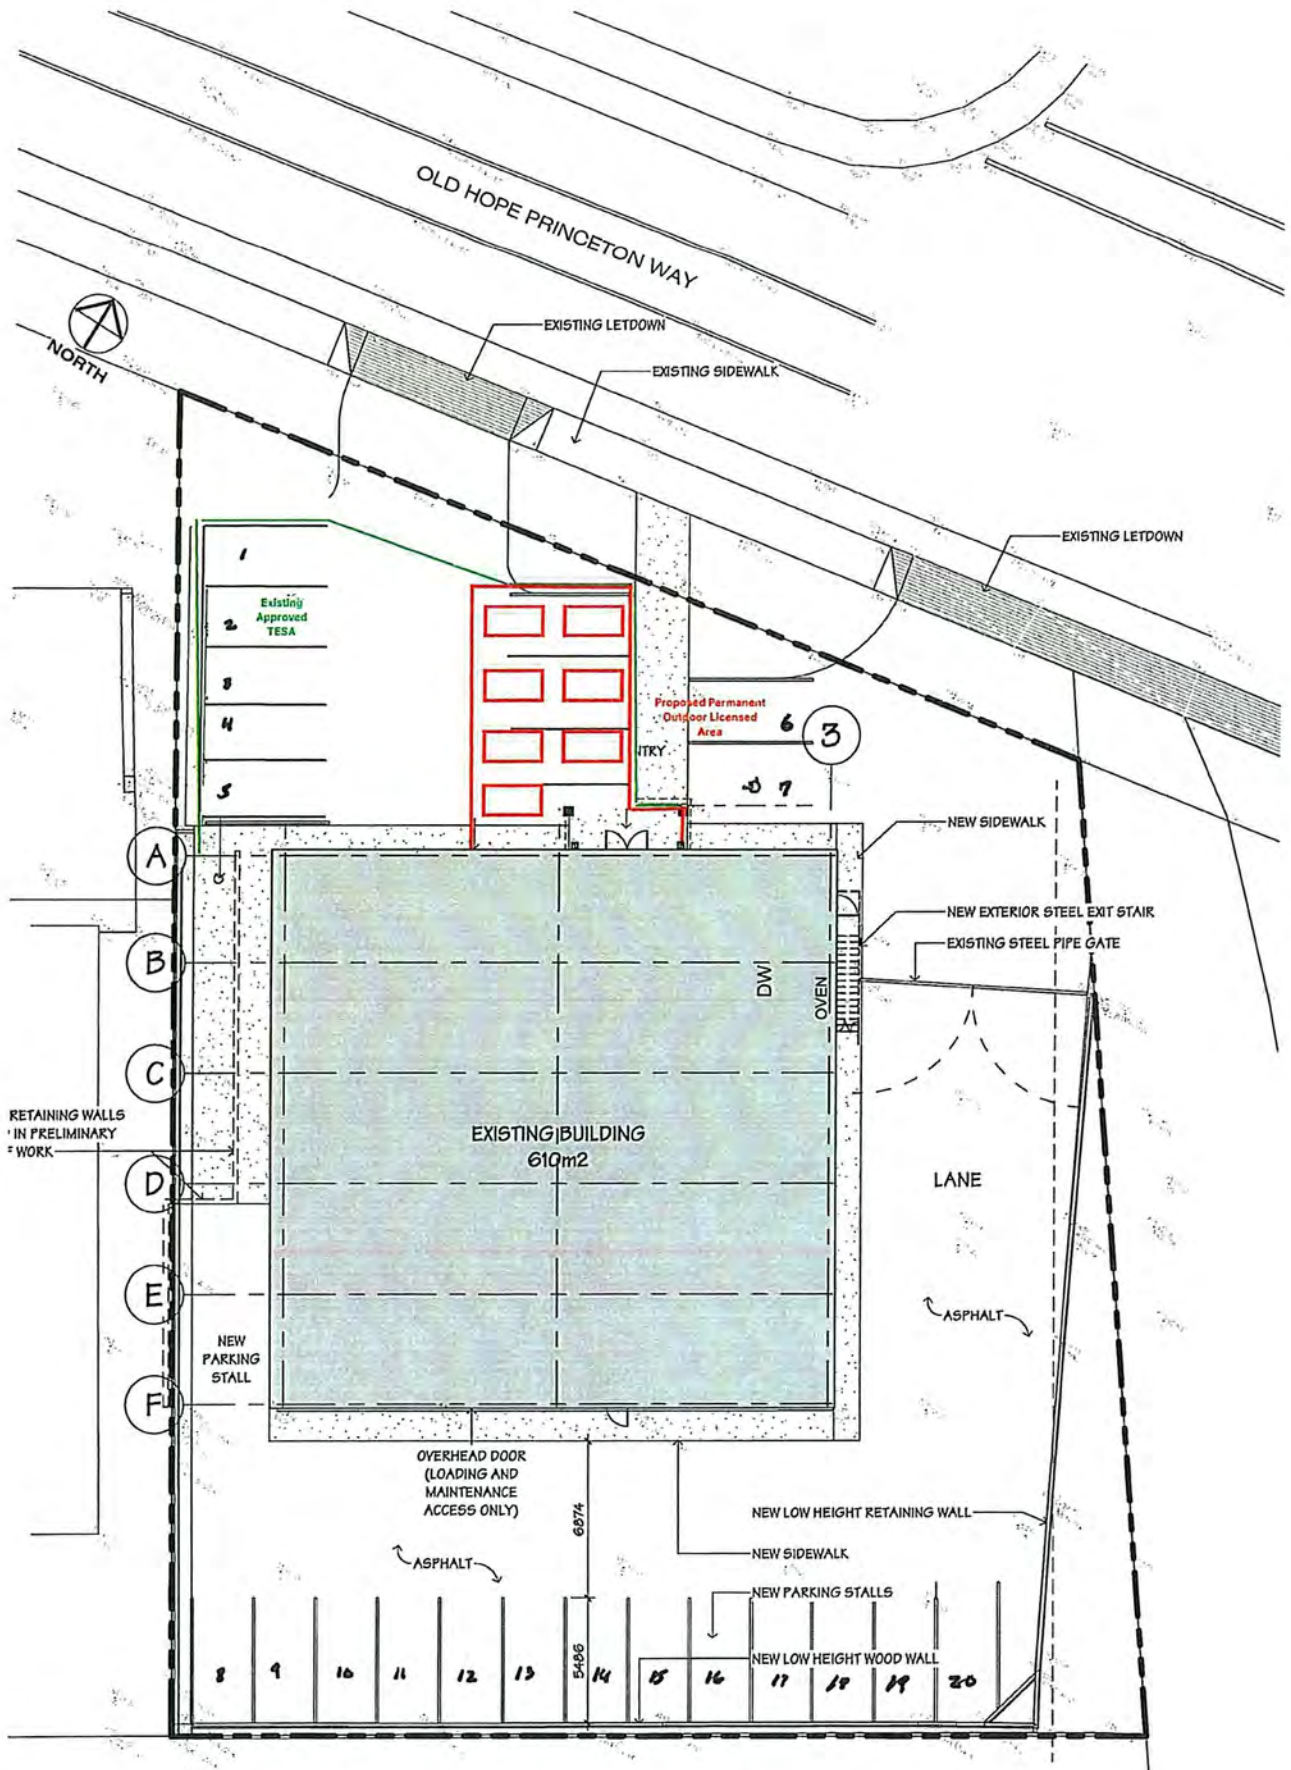 OLD HOPE PRINCETON WAY
EXISTING LETDOWN
EXISTING SIDEWALK
NORTH
EXISTING LETDOWN
1
Existing
Approved
TESA
2
3
4
5
Proposed Permanent
Outdoor Licensed
Area
6
3
NTRY
7
NEW SIDEWALK
A
NEW EXTERIOR STEEL EXIT STAIR
EXISTING STEEL PIPE GATE
B
DW
OVEN
C
RETAINING WALLS
IN PRELIMINARY
WORK
EXISTING BUILDING
610m2
D
LANE
E
ASPHALT
NEW
PARKING
STALL
F
OVERHEAD DOOR
(LOADING AND
MAINTENANCE
ACCESS ONLY)
6874
NEW LOW HEIGHT RETAINING WALL
NEW SIDEWALK
ASPHALT
NEW PARKING STALLS
5486
NEW LOW HEIGHT WOOD WALL
8 9 10 11 12 13 14 15 16 17 18 19 20